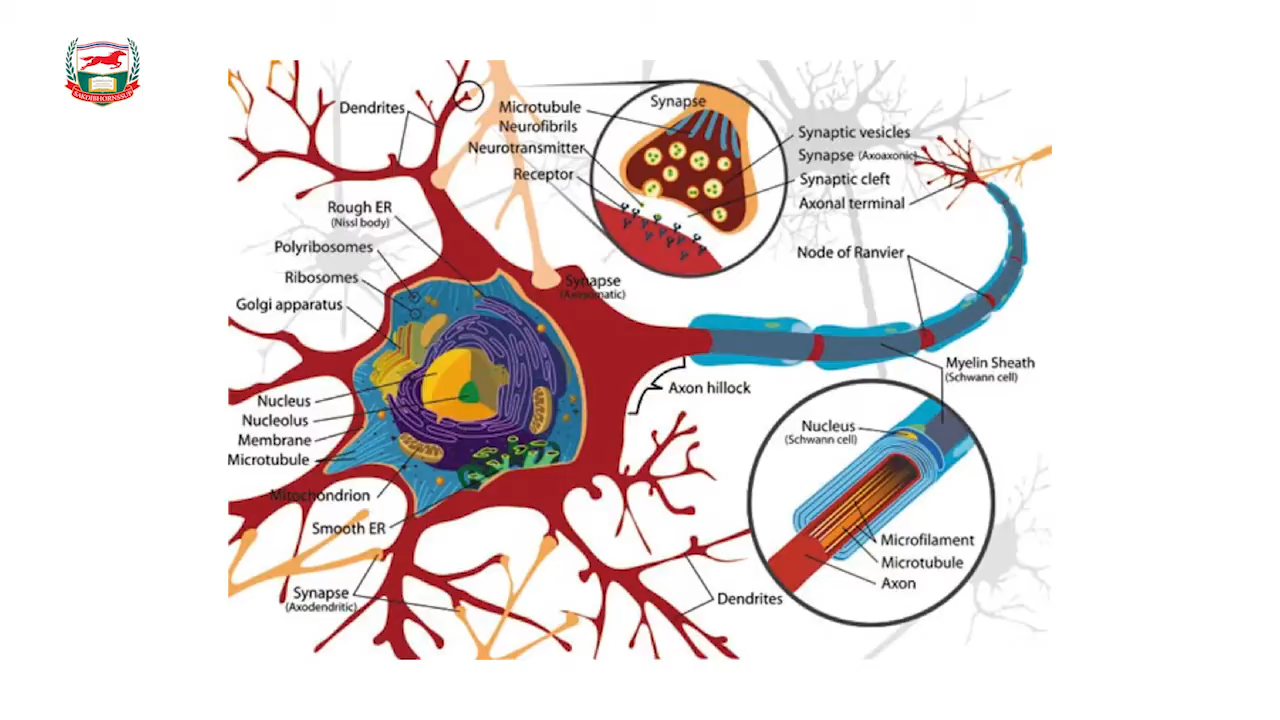 SAKDIBHORNSSUP
Dendrites
Microtubule
Neurofibrils
Neurotransmitter
Receptor
Synapse
Synaptic vesicles
Synapse (Axoaxonic)
Synaptic cleft
Axonal terminal
Rough ER
(Nissl body)
Polyribosomes
Ribosomes
Golgi apparatus
Synapse
(Axosomatic)
Node of Ranvier
Myelin Sheath
(Schwann cell)
Axon hillock
Nucleus
Nucleolus
Membrane
Microtubule
Mitochondrion
Smooth ER
Synapse
(Axodendritic)
Nucleus
(Schwann cell)
Microfilament
Microtubule
Axon
Dendrites